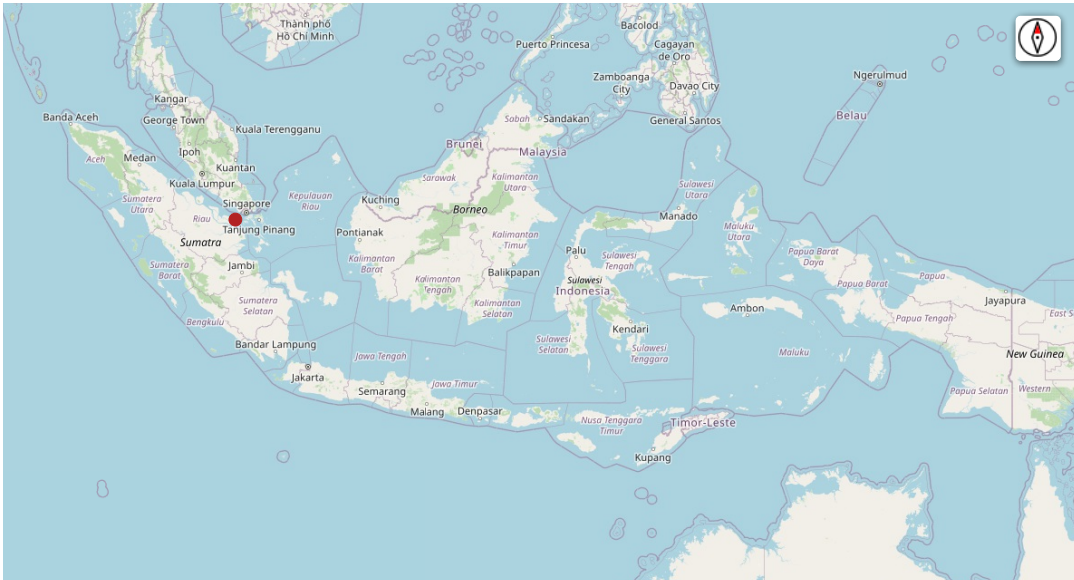 Thành phố
Hồ Chí Minh
Bacolod
Puerto Princesa
Cagayan
de Oro
Zamboanga
City
Davao City
Ngerulmud
Kangar
Banda Aceh
George Town
Kuala Terengganu
Sabah
Sandakan
General Santos
Belau
Brunei
Malaysia
Ipoh
Aceh
Medan
Kuantan
Kuala Lumpur
Sarawak
Kalimantan
Utara
Sumatera
Utara
Singapore
Kepulauan
Riau
Kuching
Borneo
Sulawesi
Utara
Manado
Riau
Tanjung Pinang
Pontianak
Maluku
Utara
Sumatra
Kalimantan
Timur
Palu
Papua Barat
Daya
Jambi
Sumatera
Barat
Kalimantan
Barat
Balikpapan
Sulawesi
Tengah
Papua
Papua Barat
Kalimantan
Tengah
Sulawesi
Indonesia
Sumatera
Selatan
Kalimantan
Selatan
Jayapura
Ambon
Papua Tengah
East S
Bengkulu
Kendari
Bandar Lampung
Sulawesi
Selatan
Sulawesi
Tenggara
Jawa Tengah
Maluku
New Guinea
Jakarta
Semarang
Jawa Timur
Papua Selatan
Western
Malang
Denpasar
Nusa Tenggara
Timur
Timor-Leste
Kupang